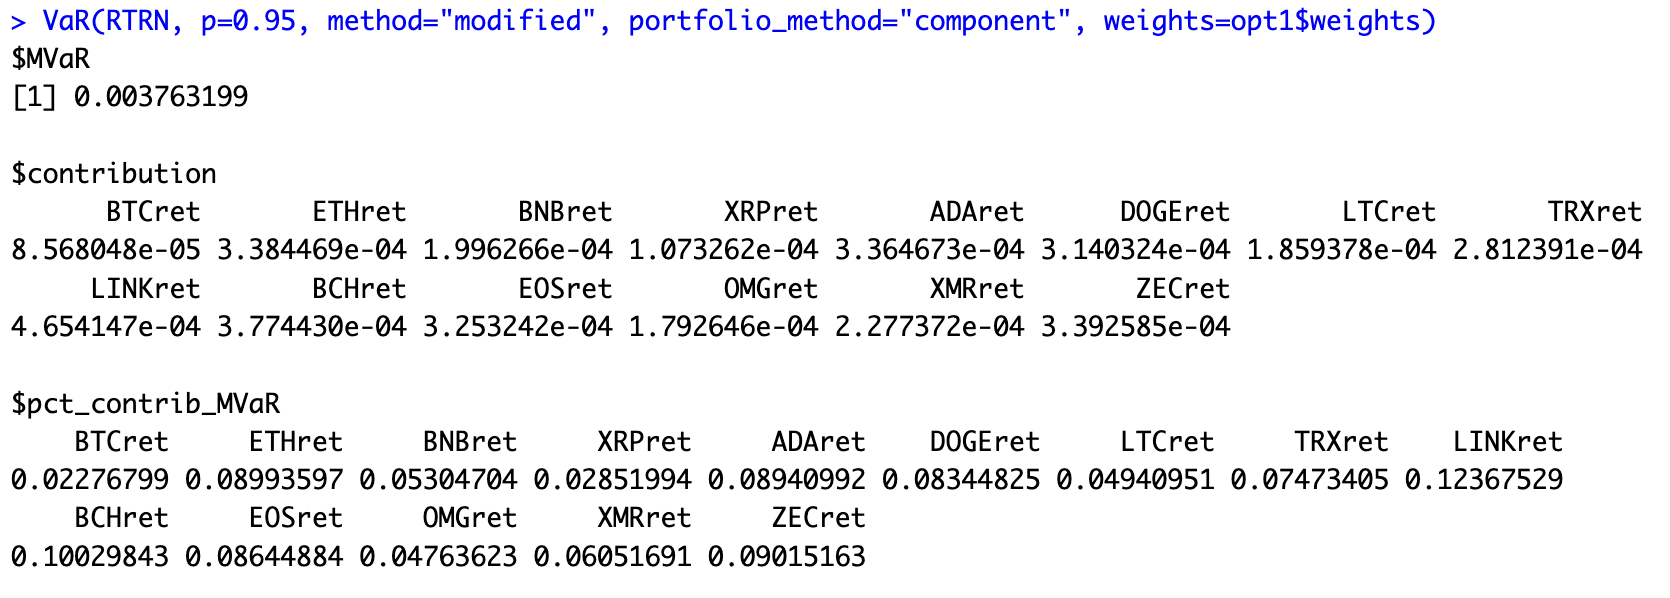 > VaR(RTRN, p=0.95, method="modified", portfolio_method="component", weights=opt1$weights)
$MVaR
[1] 0.003763199
$contribution
BTCret ETHret BNBret XRPret ADAret DOGEret LTCret TRXret
8.568048e-05 3.384469e-04 1.996266e-04 1.073262e-04 3.364673e-04 3.140324e-04 1.859378e-04 2.812391e-04
LINKret BCHret EOSret OMGret XMRret ZECret
4.654147e-04 3.774430e-04 3.253242e-04 1.792646e-04 2.277372e-04 3.392585e-04
$pct_contrib_MVaR
BTCret ETHret BNBret XRPret ADAret DOGEret LTCret TRXret LINKret
0.02276799 0.08993597 0.05304704 0.02851994 0.08940992 0.08344825 0.04940951 0.07473405 0.12367529
BCHret EOSret OMGret XMRret ZECret
0.10029843 0.08644884 0.04763623 0.06051691 0.09015163